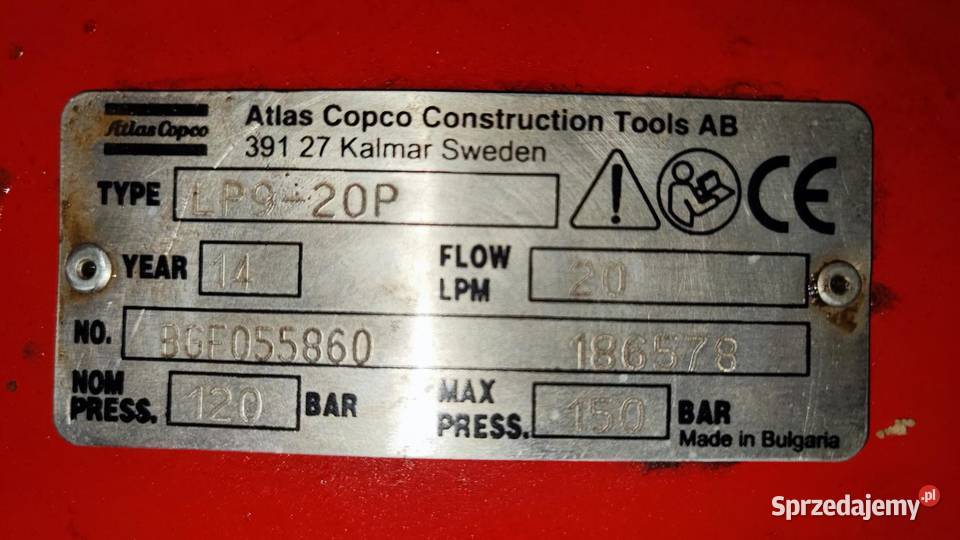 Atlas Copco
Atlas Copco Construction Tools AB
391 27 Kalmar Sweden
TYPE LP9-20P
CE
YEAR 14
FLOW LPM 20
NO. BGF055860 186578
NOM PRESS. 120 BAR
MAX PRESS. 150 BAR
Made in Bulgaria
Sprzedajemy.pl